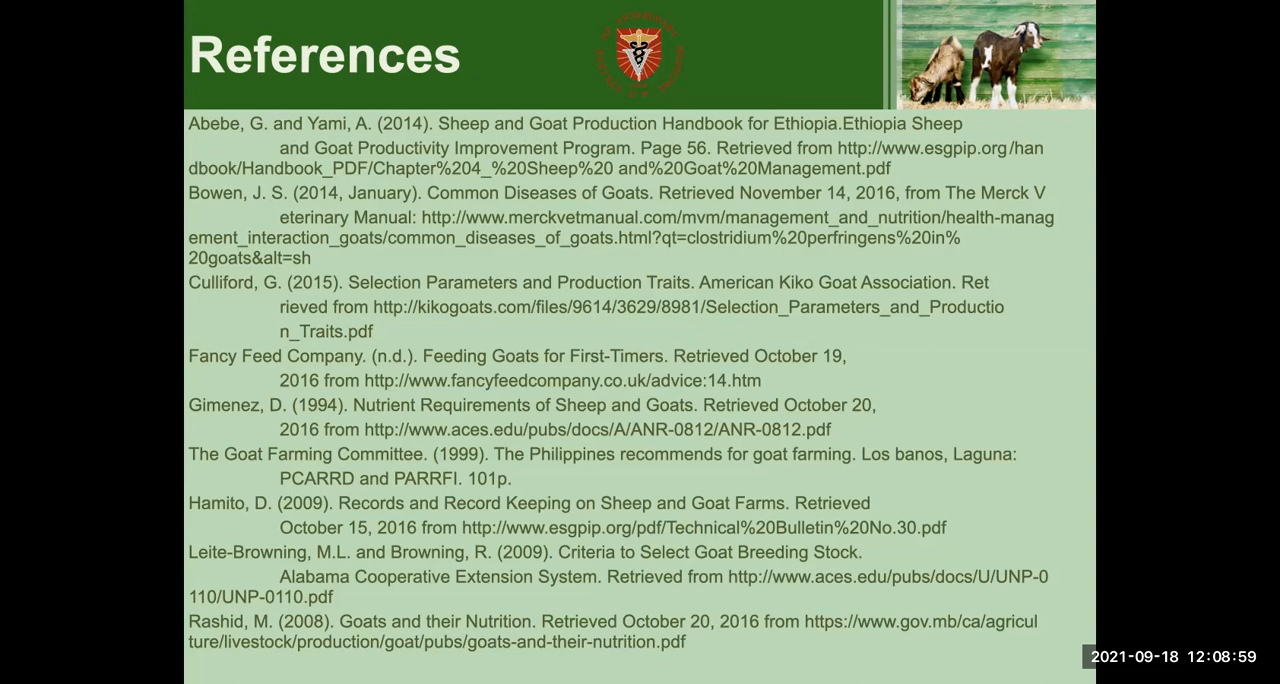 References
Abebe, G. and Yami, A. (2014). Sheep and Goat Production Handbook for Ethiopia.Ethiopia Sheep
and Goat Productivity Improvement Program. Page 56. Retrieved from http://www.esgpip.org/han
dbook/Handbook_PDF/Chapter%204_%20Sheep%20 and%20Goat%20Management.pdf
Bowen, J. S. (2014, January). Common Diseases of Goats. Retrieved November 14, 2016, from The Merck V
eterinary Manual: http://www.merckvetmanual.com/mvm/management_and_nutrition/health-manag
ement_interaction_goats/common_diseases_of_goats.html?qt=clostridium%20perfringens%20in%
20goats&alt=sh
Culliford, G. (2015). Selection Parameters and Production Traits. American Kiko Goat Association. Ret
rieved from http://kikogoats.com/files/9614/3629/8981/Selection_Parameters_and_Productio
n_Traits.pdf
Fancy Feed Company. (n.d.). Feeding Goats for First-Timers. Retrieved October 19,
2016 from http://www.fancyfeedcompany.co.uk/advice:14.htm
Gimenez, D. (1994). Nutrient Requirements of Sheep and Goats. Retrieved October 20,
2016 from http://www.aces.edu/pubs/docs/A/ANR-0812/ANR-0812.pdf
The Goat Farming Committee. (1999). The Philippines recommends for goat farming. Los banos, Laguna:
PCARRD and PARRFI. 101p.
Hamito, D. (2009). Records and Record Keeping on Sheep and Goat Farms. Retrieved
October 15, 2016 from http://www.esgpip.org/pdf/Technical%20Bulletin%20No.30.pdf
Leite-Browning, M.L. and Browning, R. (2009). Criteria to Select Goat Breeding Stock.
Alabama Cooperative Extension System. Retrieved from http://www.aces.edu/pubs/docs/U/UNP-0
110/UNP-0110.pdf
Rashid, M. (2008). Goats and their Nutrition. Retrieved October 20, 2016 from https://www.gov.mb/ca/agricul
ture/livestock/production/goat/pubs/goats-and-their-nutrition.pdf
2021-09-18 12:08:59